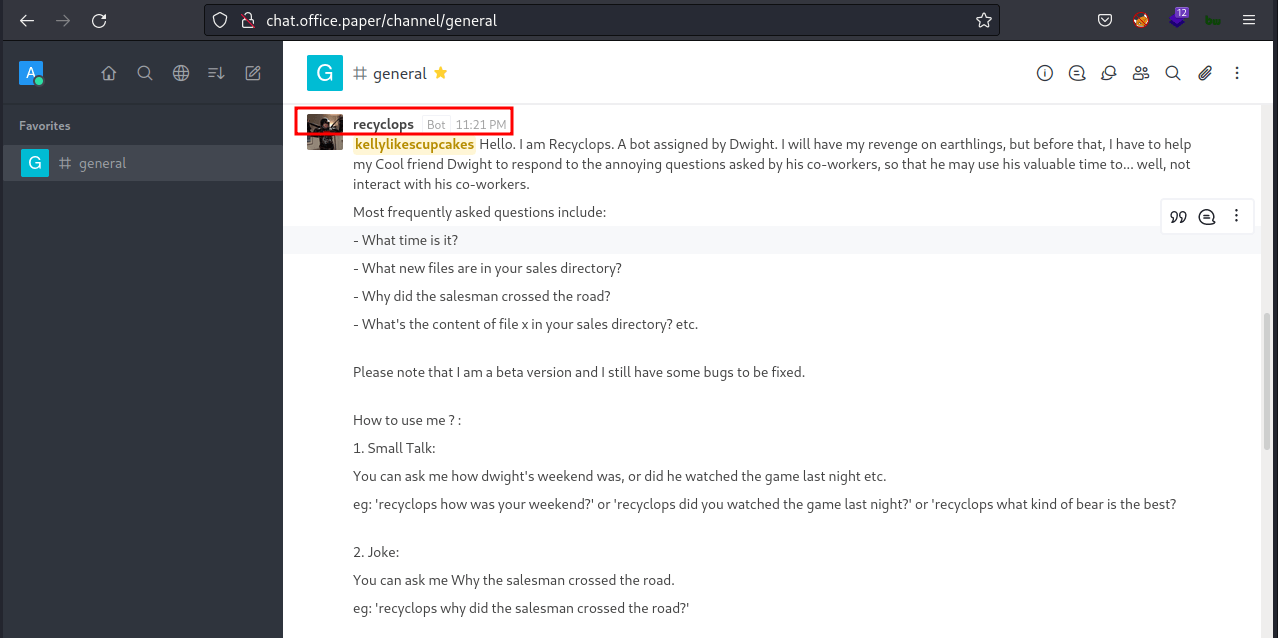 chat.office.paper/channel/general
12
A
G # general
Favorites
G # general
recyclops Bot 11:21 PM
kellylikescupcakes Hello. I am Recyclops. A bot assigned by Dwight. I will have my revenge on earthlings, but before that, I have to help
my Cool friend Dwight to respond to the annoying questions asked by his co-workers, so that he may use his valuable time to... well, not
interact with his co-workers.
Most frequently asked questions include:
- What time is it?
- What new files are in your sales directory?
- Why did the salesman crossed the road?
- What's the content of file x in your sales directory? etc.
Please note that I am a beta version and I still have some bugs to be fixed.
How to use me ? :
1. Small Talk:
You can ask me how dwight's weekend was, or did he watched the game last night etc.
eg: 'recyclops how was your weekend?' or 'recyclops did you watched the game last night?' or 'recyclops what kind of bear is the best?
2. Joke:
You can ask me Why the salesman crossed the road.
eg: 'recyclops why did the salesman crossed the road?'